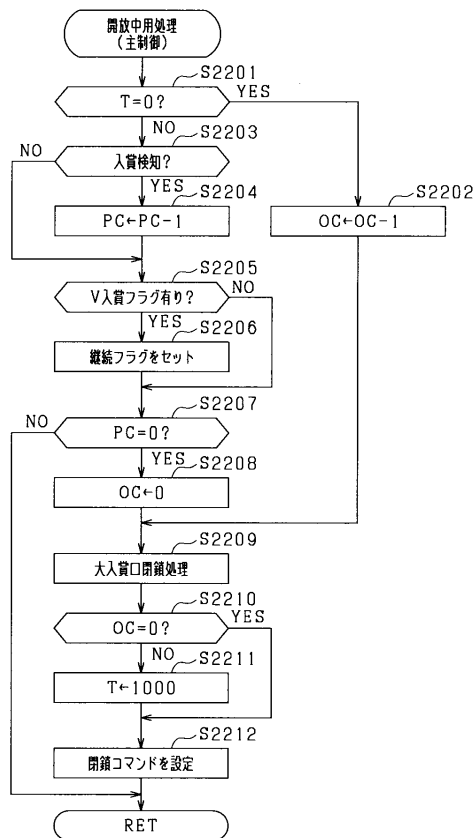 開放中用処理
(主制御)
S2201
T=0?
YES
NO
S2203
NO
入賞検知?
YES
S2204
S2202
PC←PC-1
OC←OC-1
S2205
V入賞フラグ有り?
NO
YES
S2206
継続フラグをセット
S2207
NO
PC=0?
YES
S2208
OC←0
S2209
大入賞口閉鎖処理
S2210
OC=0?
YES
NO
S2211
T←1000
S2212
閉鎖コマンドを設定
RET